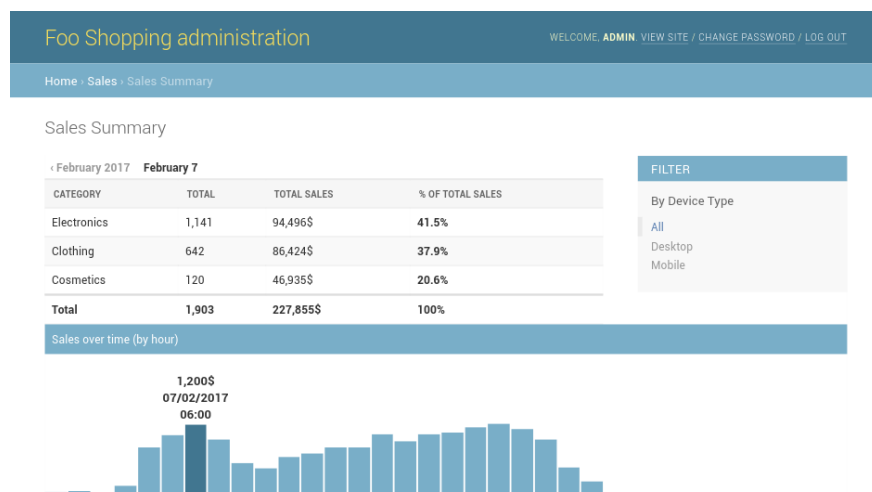 Foo Shopping administration
WELCOME, ADMIN. VIEW SITE / CHANGE PASSWORD / LOG OUT
Home › Sales › Sales Summary
Sales Summary
‹ February 2017 February 7
CATEGORY TOTAL TOTAL SALES % OF TOTAL SALES
Electronics 1,141 94,496$ 41.5%
Clothing 642 86,424$ 37.9%
Cosmetics 120 46,935$ 20.6%
Total 1,903 227,855$ 100%
FILTER
By Device Type
All
Desktop
Mobile
Sales over time (by hour)
1,200$
07/02/2017
06:00